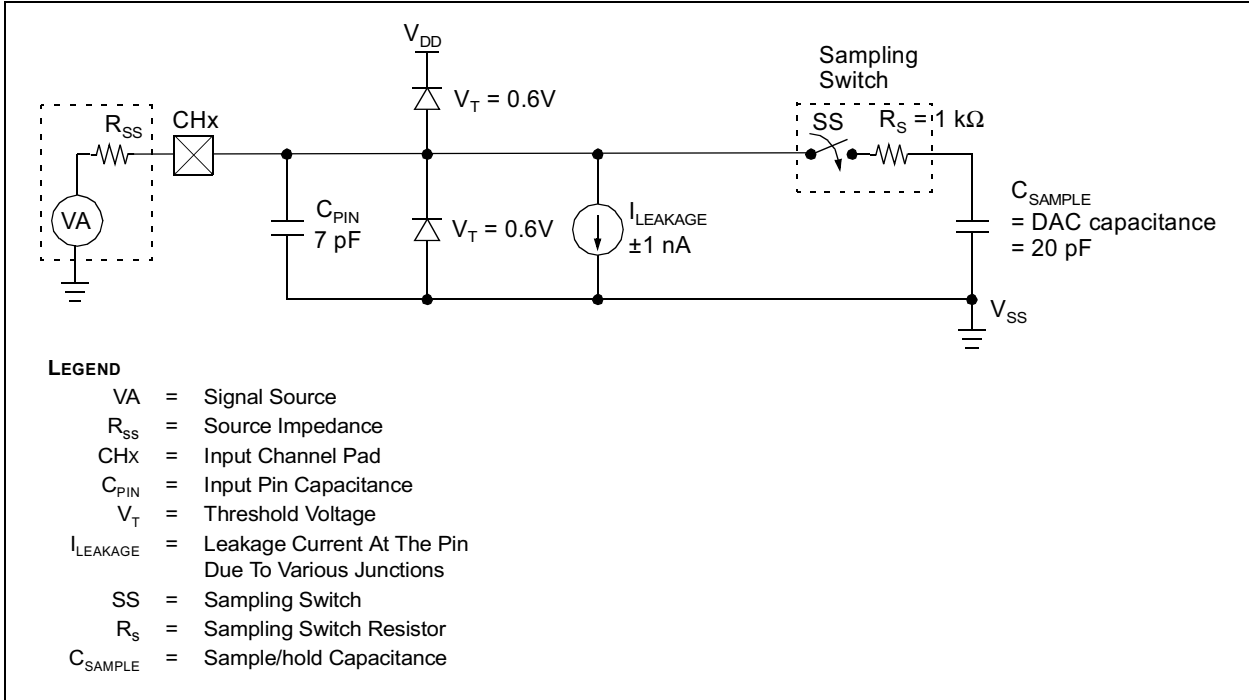 V_DD
Sampling
Switch
V_T = 0.6V
R_SS
CHx
SS
R_S = 1 kΩ
VA
C_PIN
7 pF
V_T = 0.6V
I_LEAKAGE
±1 nA
C_SAMPLE
= DAC capacitance
= 20 pF
V_SS
LEGEND
VA = Signal Source
R_ss = Source Impedance
CHX = Input Channel Pad
C_PIN = Input Pin Capacitance
V_T = Threshold Voltage
I_LEAKAGE = Leakage Current At The Pin
Due To Various Junctions
SS = Sampling Switch
R_s = Sampling Switch Resistor
C_SAMPLE = Sample/hold Capacitance